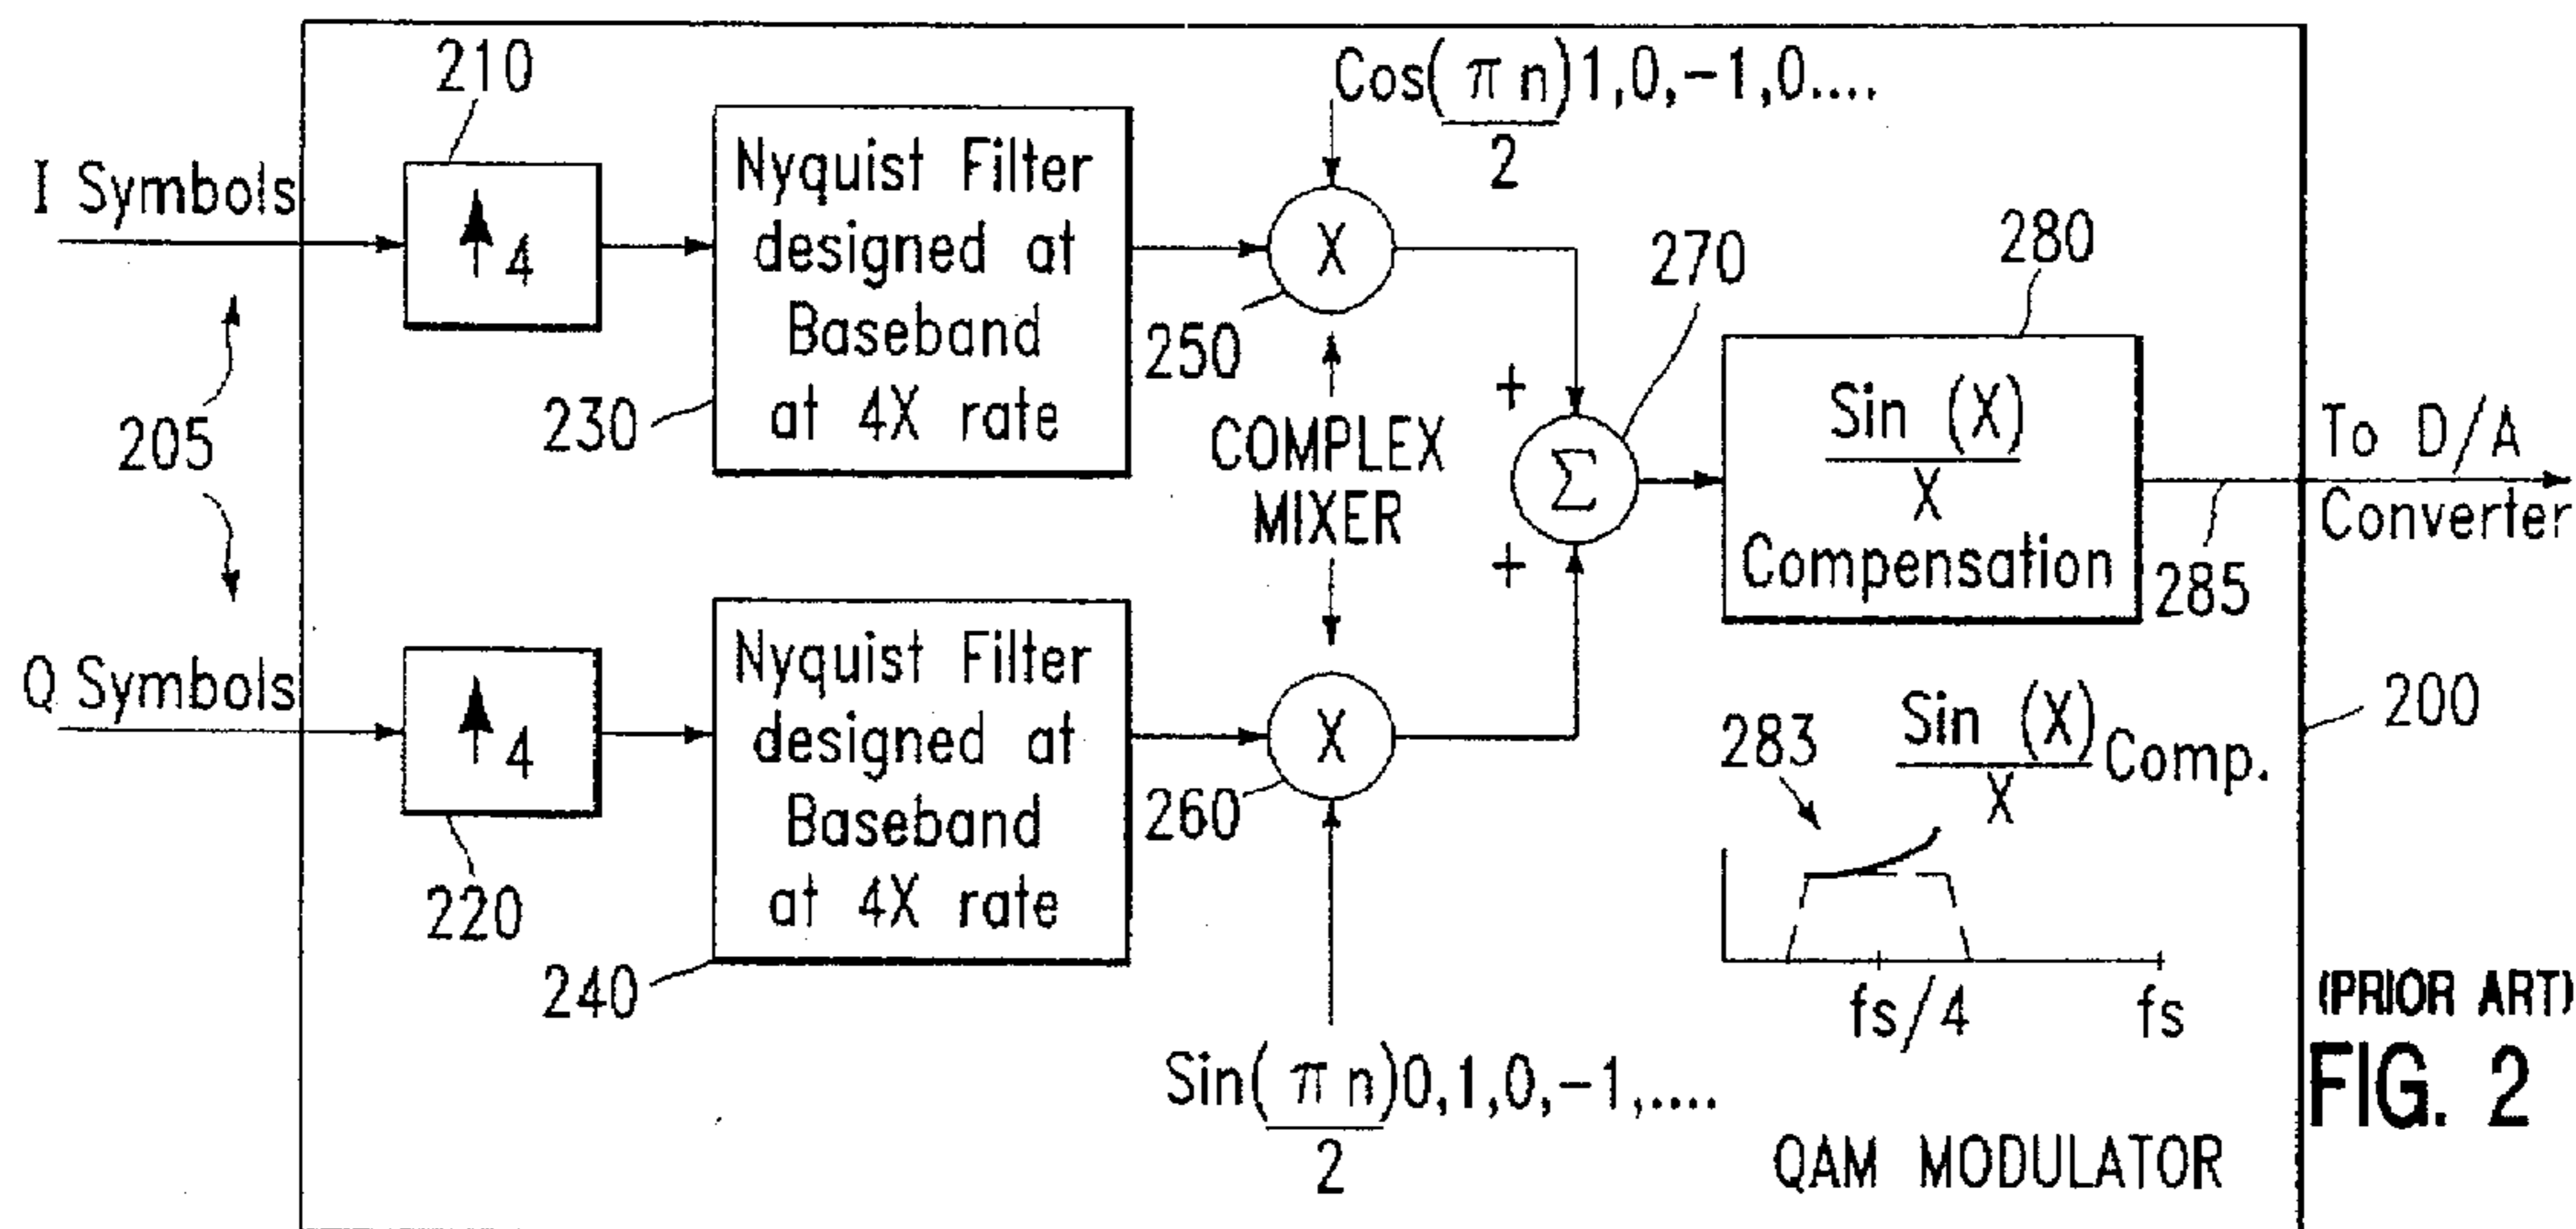 210
Cos(πn)1,0,-1,0....
2
I Symbols
↑4
Nyquist Filter
designed at
Baseband
at 4X rate
230
X
250
270
280
205
COMPLEX
MIXER
+
+
Σ
Sin (X)
X
Compensation
To D/A
Converter
285
Q Symbols
↑4
220
Nyquist Filter
designed at
Baseband
at 4X rate
240
X
260
Sin(πn)0,1,0,-1,....
2
283
Sin (X)
X
Comp.
fs/4
fs
200
QAM MODULATOR
(PRIOR ART)
FIG. 2